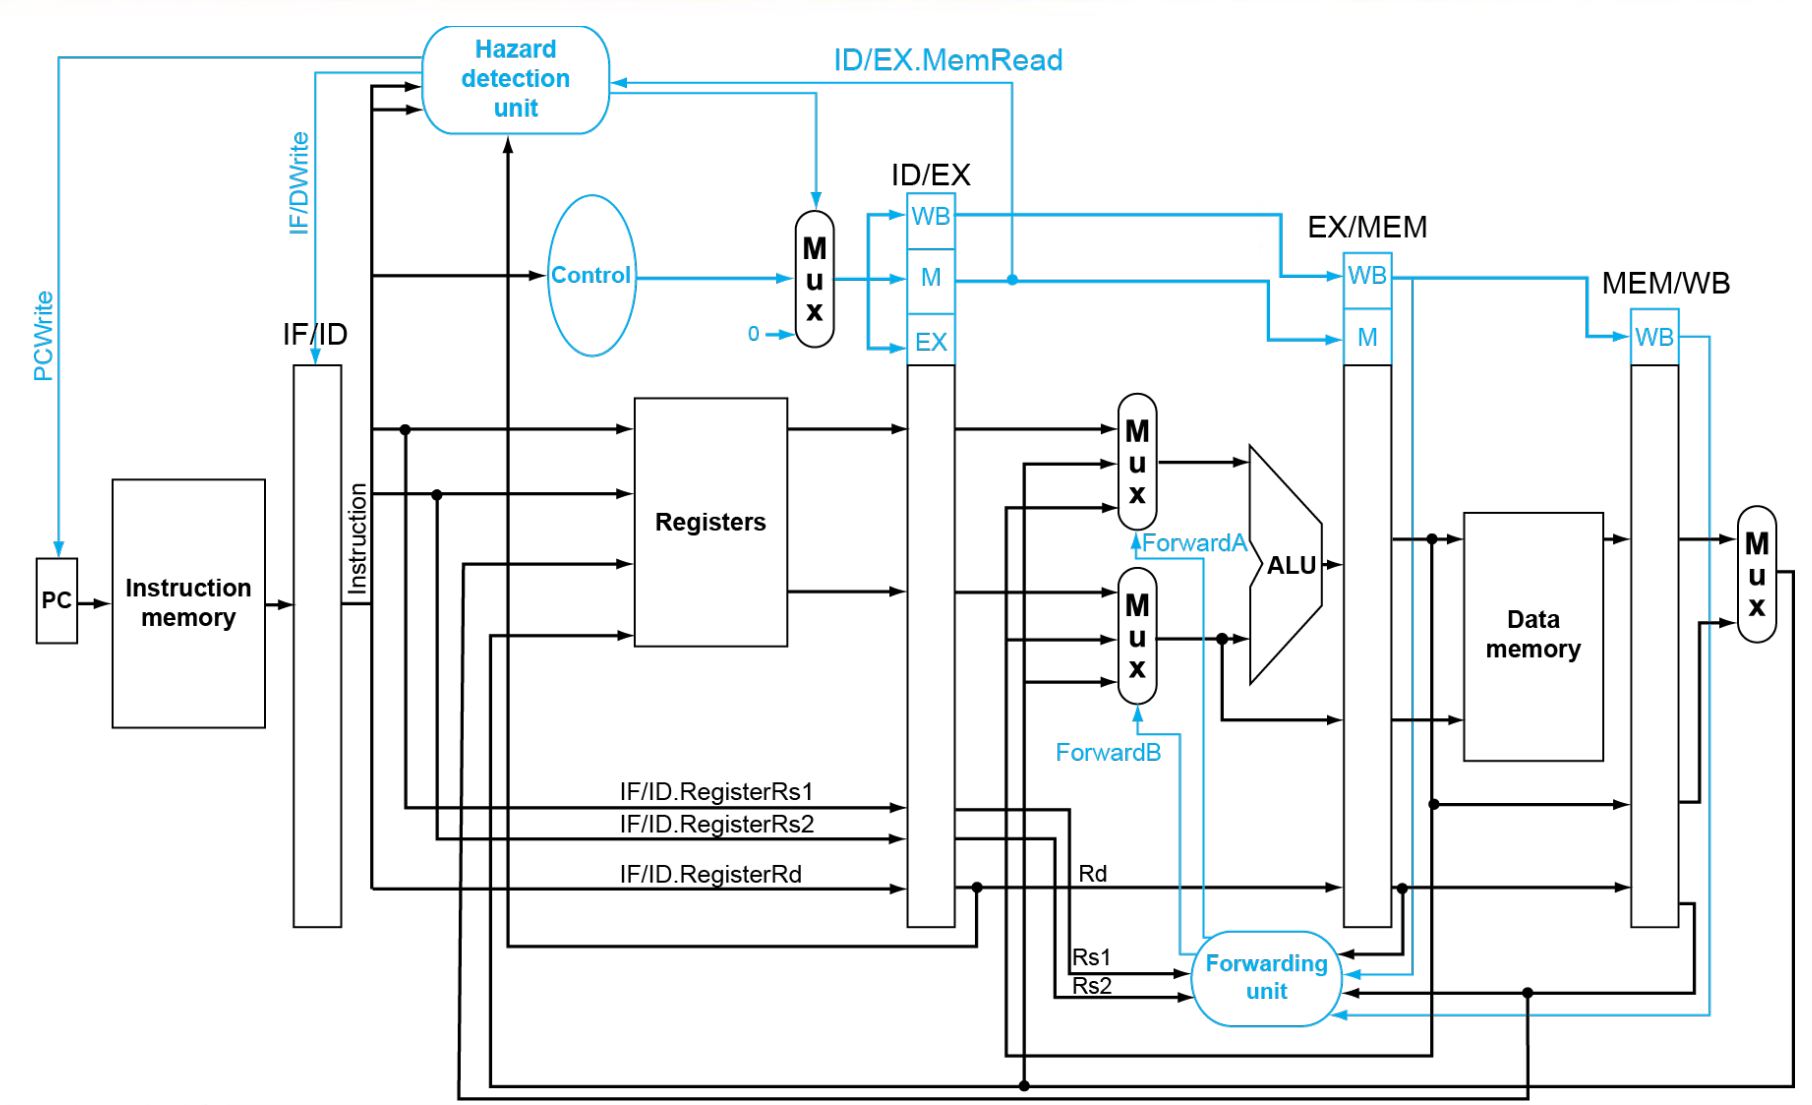 Hazard
detection
unit
ID/EX.MemRead
IF/DWrite
PCWrite
ID/EX
WB
M
EX
EX/MEM
WB
M
MEM/WB
WB
IF/ID
Control
M
u
x
0
Instruction
PC
Instruction
memory
Registers
M
u
x
ForwardA
M
u
x
ForwardB
ALU
Data
memory
M
u
x
IF/ID.RegisterRs1
IF/ID.RegisterRs2
IF/ID.RegisterRd
Rd
Rs1
Rs2
Forwarding
unit